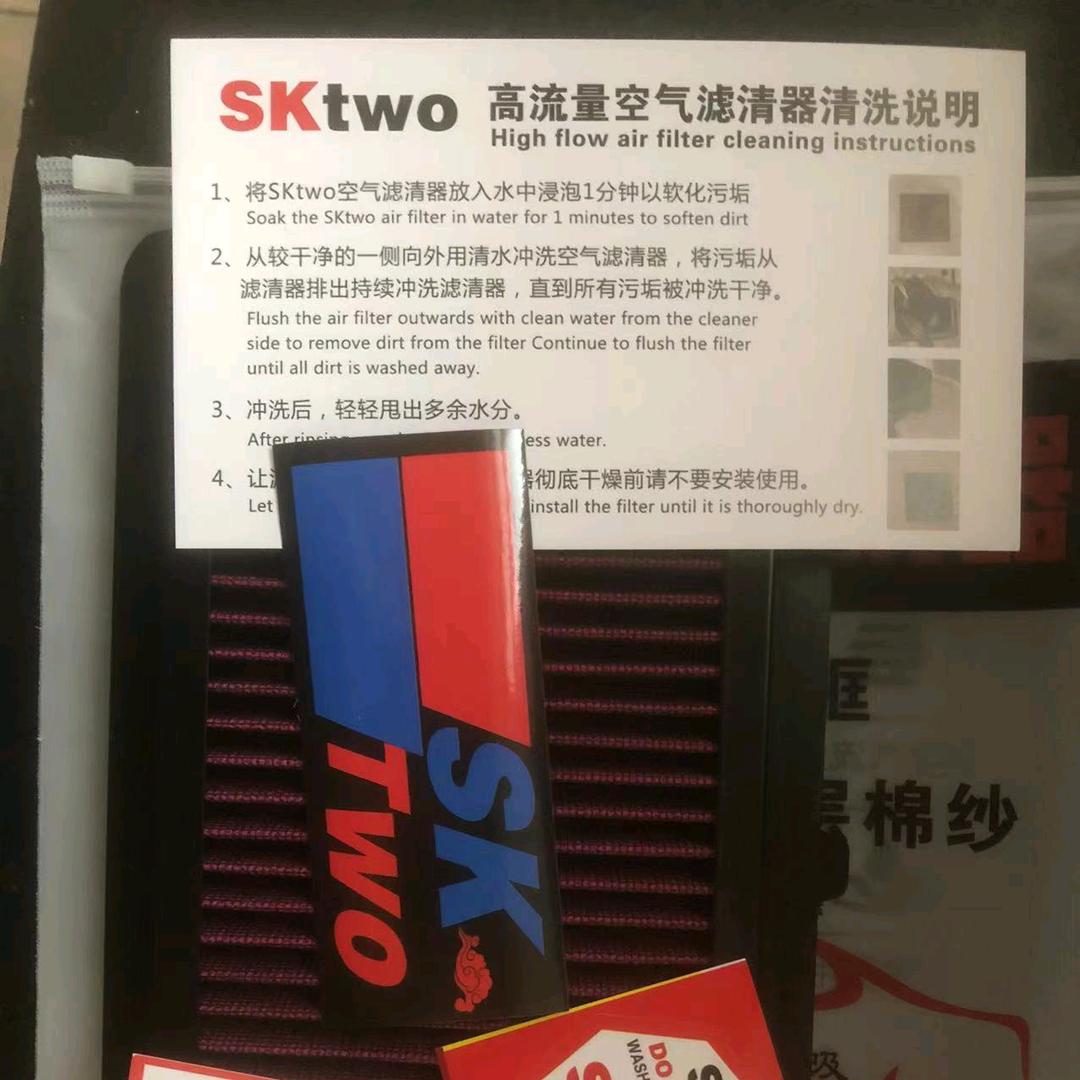 SKtwo 高流量空气滤清器清洗说明
High flow air filter cleaning instructions
1、将SKtwo空气滤清器放入水中浸泡1分钟以软化污垢
Soak the SKtwo air filter in water for 1 minutes to soften dirt
2、从较干净的一侧向外用清水冲洗空气滤清器，将污垢从
滤清器排出持续冲洗滤清器，直到所有污垢被冲洗干净。
Flush the air filter outwards with clean water from the cleaner
side to remove dirt from the filter Continue to flush the filter
until all dirt is washed away.
3、冲洗后，轻轻甩出多余水分。
After rinsing ess water.
4、让 彻底干燥前请不要安装使用。
Let install the filter until it is thoroughly dry.
SK
TWO
框
层棉纱
DO
WASH
S
S
吸